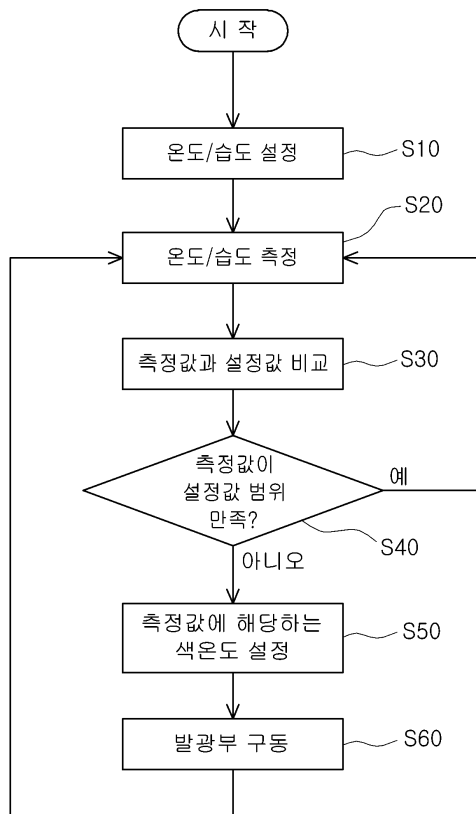 시 작
온도/습도 설정
S10
S20
온도/습도 측정
측정값과 설정값 비교
S30
측정값이
설정값 범위
만족?
예
S40
아니오
측정값에 해당하는
색온도 설정
S50
발광부 구동
S60